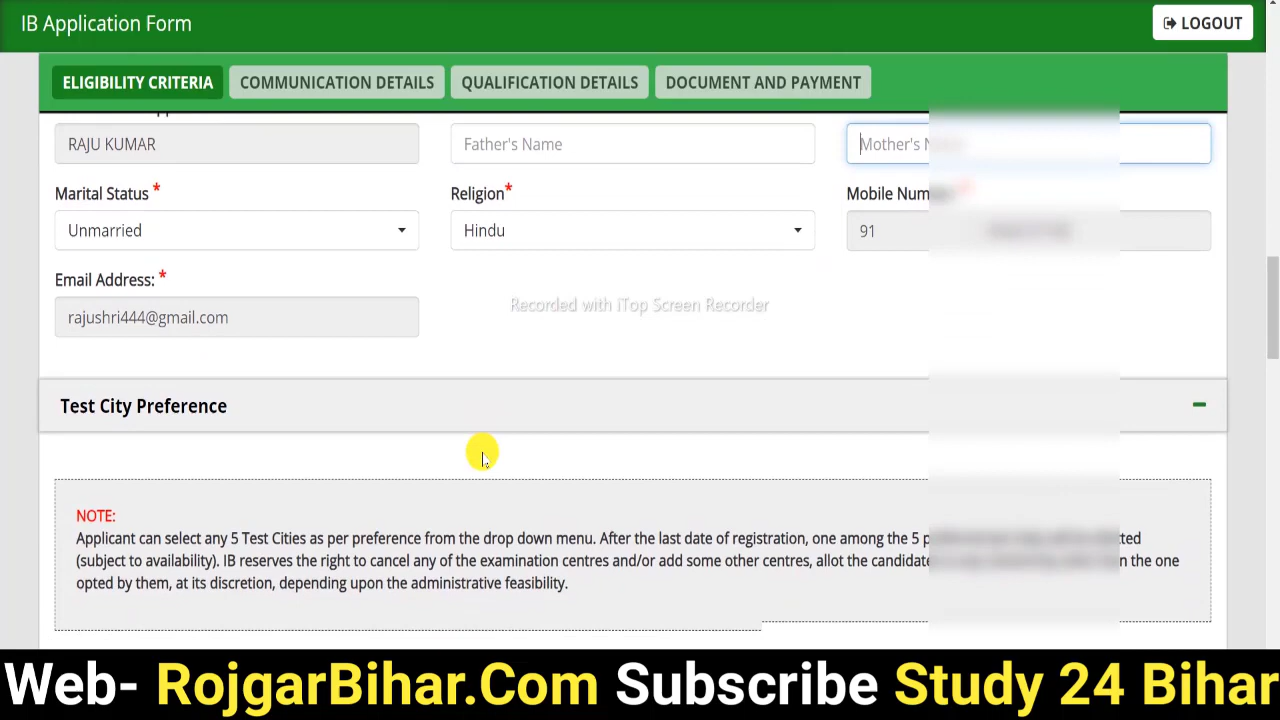 IB Application Form
LOGOUT
ELIGIBILITY CRITERIA COMMUNICATION DETAILS QUALIFICATION DETAILS DOCUMENT AND PAYMENT
RAJU KUMAR Father's Name Mother's
Marital Status * Religion* Mobile
Unmarried Hindu 91
Email Address: *
rajushri444@gmail.com
Recorded with iTop Screen Recorder
Test City Preference
NOTE:
Applicant can select any 5 Test Cities as per preference from the drop down menu. After the last date of registration, one among the 5
(subject to availability). IB reserves the right to cancel any of the examination centres and/or add some other centres, allot the the one
opted by them, at its discretion, depending upon the administrative feasibility.
Web- RojgarBihar.Com Subscribe Study 24 Bihar